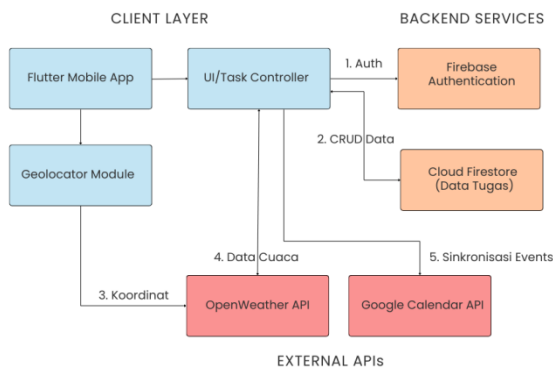 CLIENT LAYER
BACKEND SERVICES
Flutter Mobile App
UI/Task Controller
1. Auth
Firebase
Authentication
2. CRUD Data
Geolocator Module
Cloud Firestore
(Data Tugas)
4. Data Cuaca
5. Sinkronisasi Events
3. Koordinat
OpenWeather API
Google Calendar API
EXTERNAL APIs